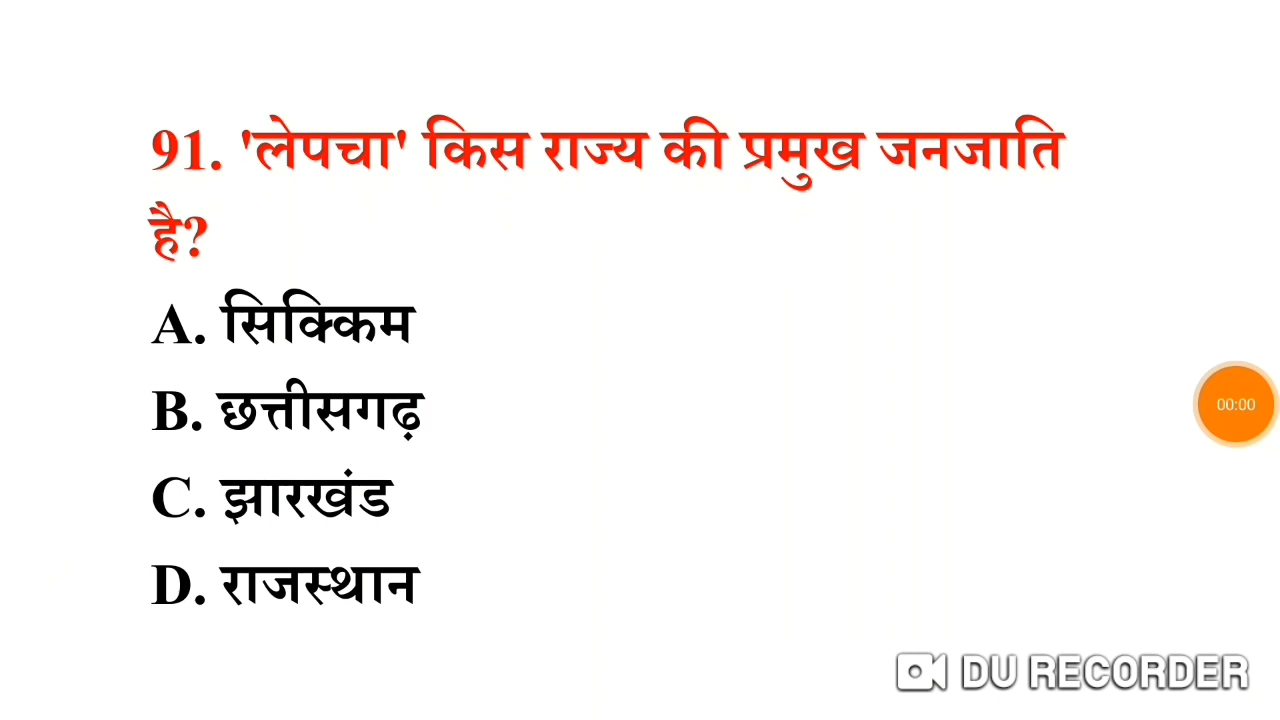 91. 'लेपचा' किस राज्य की प्रमुख जनजाति
है?
A. सिक्किम
B. छत्तीसगढ़
C. झारखंड
D. राजस्थान
00:00
DU RECORDER